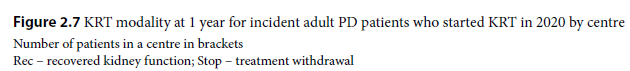 Figure 2.7 KRT modality at 1 year for incident adult PD patients who started KRT in 2020 by centre
Number of patients in a centre in brackets
Rec – recovered kidney function; Stop – treatment withdrawal